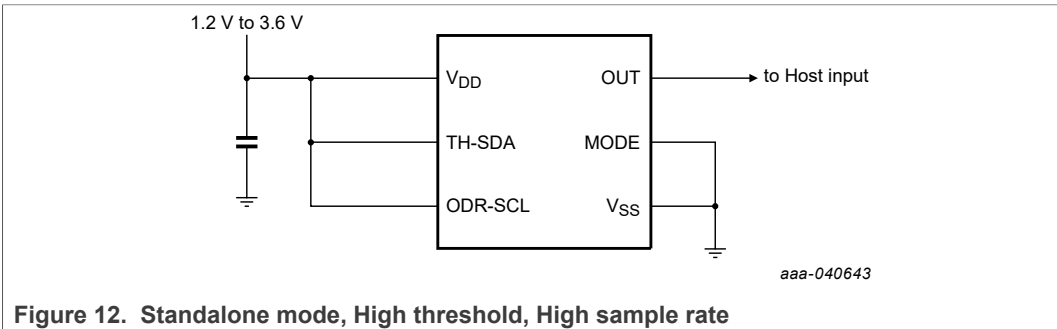 1.2 V to 3.6 V
VDD
OUT
to Host input
TH-SDA
MODE
ODR-SCL
VSS
aaa-040643
Figure 12. Standalone mode, High threshold, High sample rate